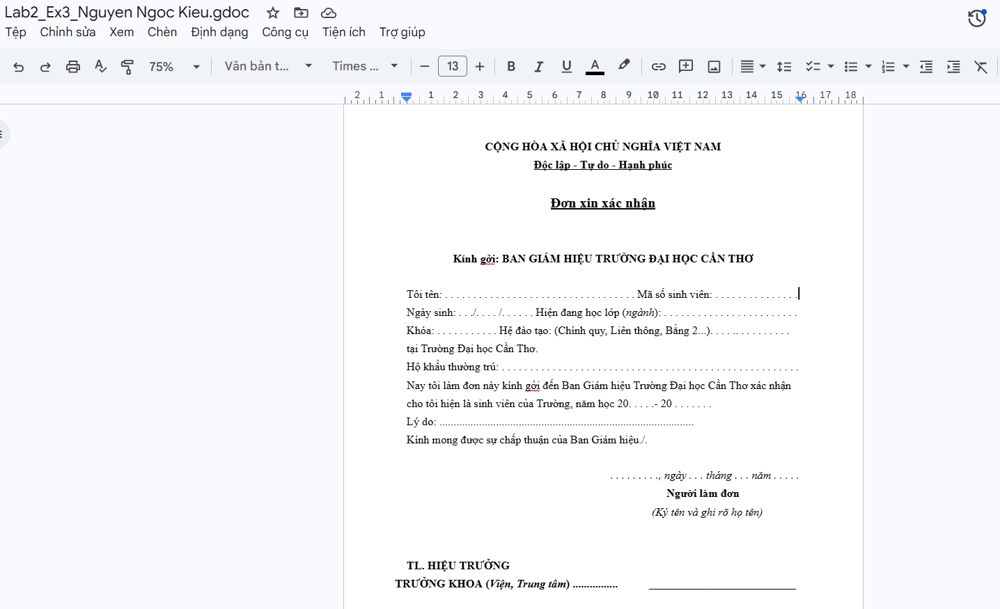 Lab2_Ex3_Nguyen Ngoc Kieu.gdoc
Tệp Chỉnh sửa Xem Chèn Định dạng Công cụ Tiện ích Trợ giúp
75% Văn bản t... Times ... 13 B I U A
2 1 1 2 3 4 5 6 7 8 9 10 11 12 13 14 15 16 17 18
CỘNG HÒA XÃ HỘI CHỦ NGHĨA VIỆT NAM
Độc lập - Tự do - Hạnh phúc
Đơn xin xác nhận
Kính gởi: BAN GIÁM HIỆU TRƯỜNG ĐẠI HỌC CẦN THƠ
Tôi tên: . . . . . . . . . . . . . . . . . . . . . . . . . . . . . . . . . . Mã số sinh viên: . . . . . . . . . . . . . . .
Ngày sinh: . . ./. . . . /. . . . . . Hiện đang học lớp (ngành): . . . . . . . . . . . . . . . . . . . . . . . .
Khóa: . . . . . . . . . . . Hệ đào tạo: (Chính quy, Liên thông, Bằng 2...). . . . .. . . . . . . . . .
tại Trường Đại học Cần Thơ.
Hộ khẩu thường trú: . . . . . . . . . . . . . . . . . . . . . . . . . . . . . . . . . . . . . . . . . . . . . . . . . . . . .
Nay tôi làm đơn này kính gởi đến Ban Giám hiệu Trường Đại học Cần Thơ xác nhận
cho tôi hiện là sinh viên của Trường, năm học 20. . . . .- 20 . . . . . . .
Lý do: ..........................................................................................
Kính mong được sự chấp thuận của Ban Giám hiệu./.
. . . . . . . . ., ngày . . . tháng . . . năm . . . . .
Người làm đơn
(Ký tên và ghi rõ họ tên)
TL. HIỆU TRƯỞNG
TRƯỞNG KHOA (Viện, Trung tâm) ................ ___________________________